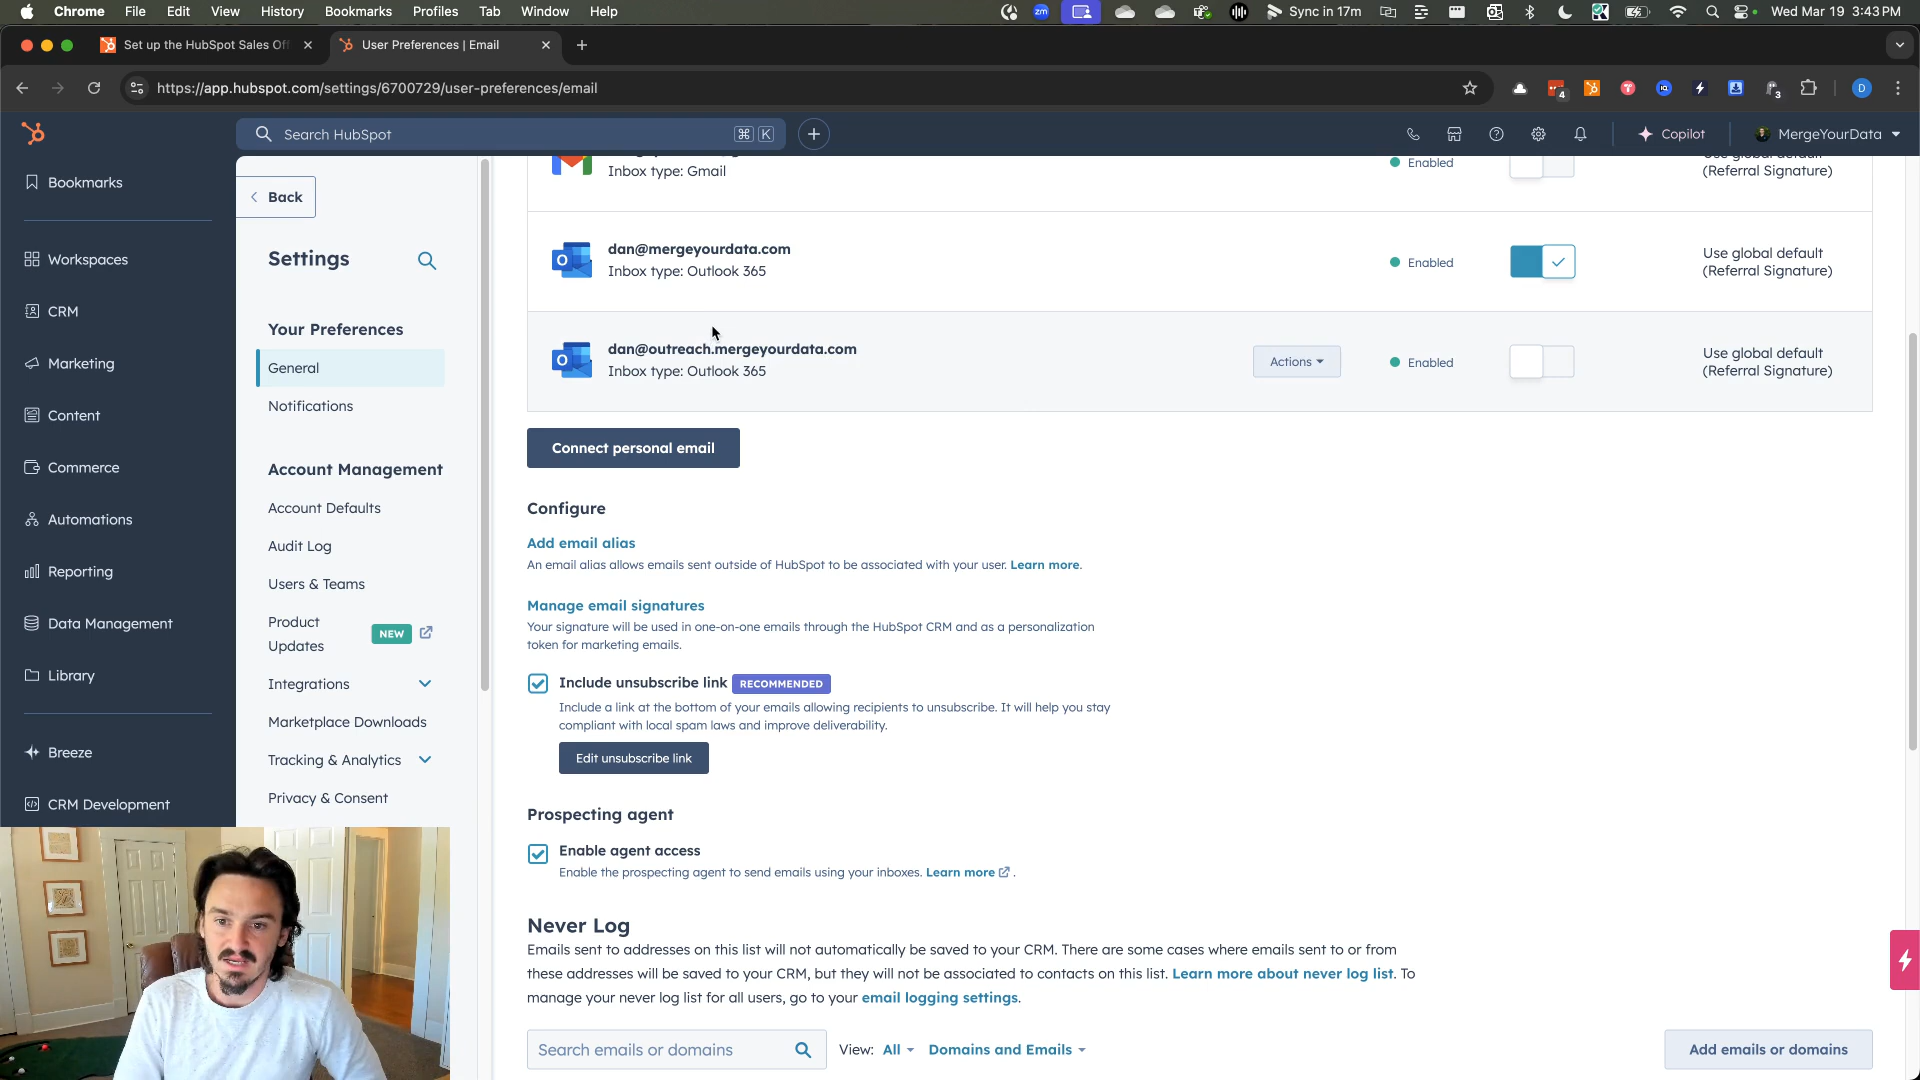 Chrome File Edit View History Bookmarks Profiles Tab Window Help
zm
Sync in 17m
Wed Mar 19 3:43 PM
Set up the HubSpot Sales Off
User Preferences | Email
https://app.hubspot.com/settings/6700729/user-preferences/email
4
3
D
Search HubSpot
⌘ K
Copilot
MergeYourData
Bookmarks
Workspaces
CRM
Marketing
Content
Commerce
Automations
Reporting
Data Management
Library
Breeze
CRM Development
Back
Settings
Your Preferences
General
Notifications
Account Management
Account Defaults
Audit Log
Users & Teams
Product
Updates
NEW
Integrations
Marketplace Downloads
Tracking & Analytics
Privacy & Consent
Inbox type: Gmail
Enabled
Use global default
(Referral Signature)
dan@mergeyourdata.com
Inbox type: Outlook 365
Enabled
Use global default
(Referral Signature)
dan@outreach.mergeyourdata.com
Inbox type: Outlook 365
Actions
Enabled
Use global default
(Referral Signature)
Connect personal email
Configure
Add email alias
An email alias allows emails sent outside of HubSpot to be associated with your user. Learn more.
Manage email signatures
Your signature will be used in one-on-one emails through the HubSpot CRM and as a personalization
token for marketing emails.
Include unsubscribe link RECOMMENDED
Include a link at the bottom of your emails allowing recipients to unsubscribe. It will help you stay
compliant with local spam laws and improve deliverability.
Edit unsubscribe link
Prospecting agent
Enable agent access
Enable the prospecting agent to send emails using your inboxes. Learn more .
Never Log
Emails sent to addresses on this list will not automatically be saved to your CRM. There are some cases where emails sent to or from
these addresses will be saved to your CRM, but they will not be associated to contacts on this list. Learn more about never log list. To
manage your never log list for all users, go to your email logging settings.
Search emails or domains
View: All
Domains and Emails
Add emails or domains